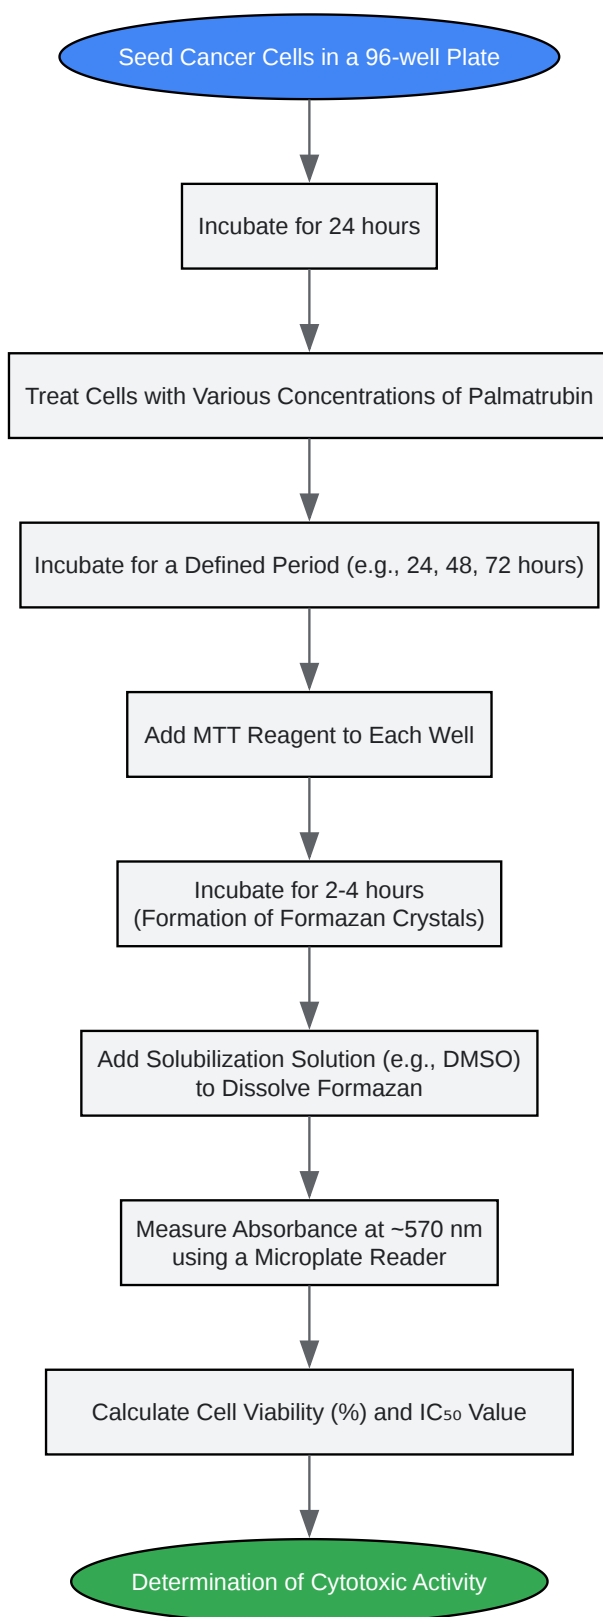 Seed Cancer Cells in a 96-well Plate
Incubate for 24 hours
Treat Cells with Various Concentrations of Palmatrubin
Incubate for a Defined Period (e.g., 24, 48, 72 hours)
Add MTT Reagent to Each Well
Incubate for 2-4 hours
(Formation of Formazan Crystals)
Add Solubilization Solution (e.g., DMSO)
to Dissolve Formazan
Measure Absorbance at ~570 nm
using a Microplate Reader
Calculate Cell Viability (%) and IC₅₀ Value
Determination of Cytotoxic Activity